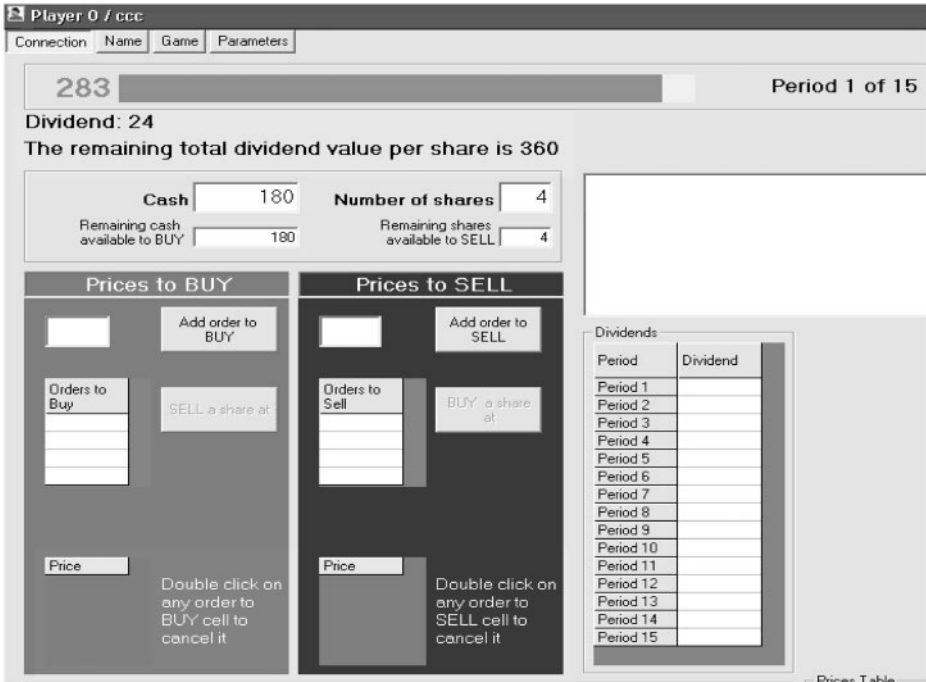 Player 0 / ccc
Connection Name Game Parameters
283 Period 1 of 15
Dividend: 24
The remaining total dividend value per share is 360
Cash 180 Number of shares 4
Remaining cash available to BUY 180 Remaining shares available to SELL 4
Prices to BUY
Add order to
BUY
Orders to
Buy
SELL a share at
Price
Double click on
any order to
BUY cell to
cancel it
Prices to SELL
Add order to
SELL
Orders to
Sell
BUY a share
at
Price
Double click on
any order to
SELL cell to
cancel it
Dividends
Period Dividend
Period 1
Period 2
Period 3
Period 4
Period 5
Period 6
Period 7
Period 8
Period 9
Period 10
Period 11
Period 12
Period 13
Period 14
Period 15
Prices Table